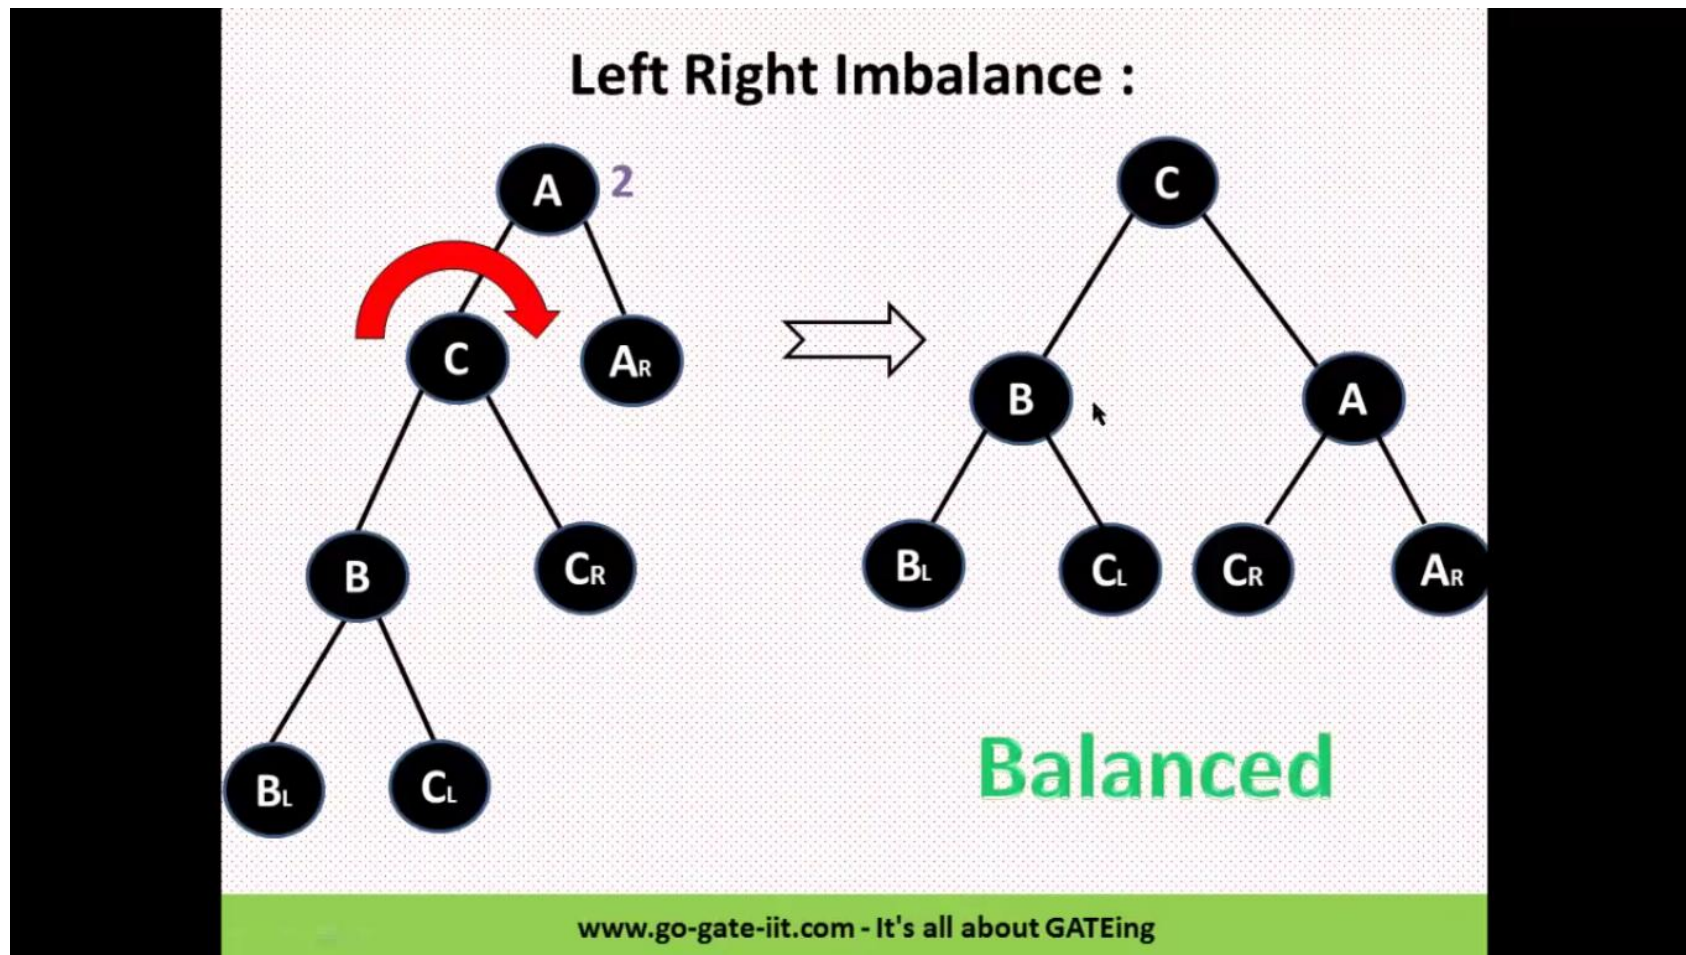 Left Right Imbalance :
A 2
C
C AR
B A
B CR
BL CL CR AR
BL CL
Balanced
www.go-gate-iit.com - It's all about GATEing